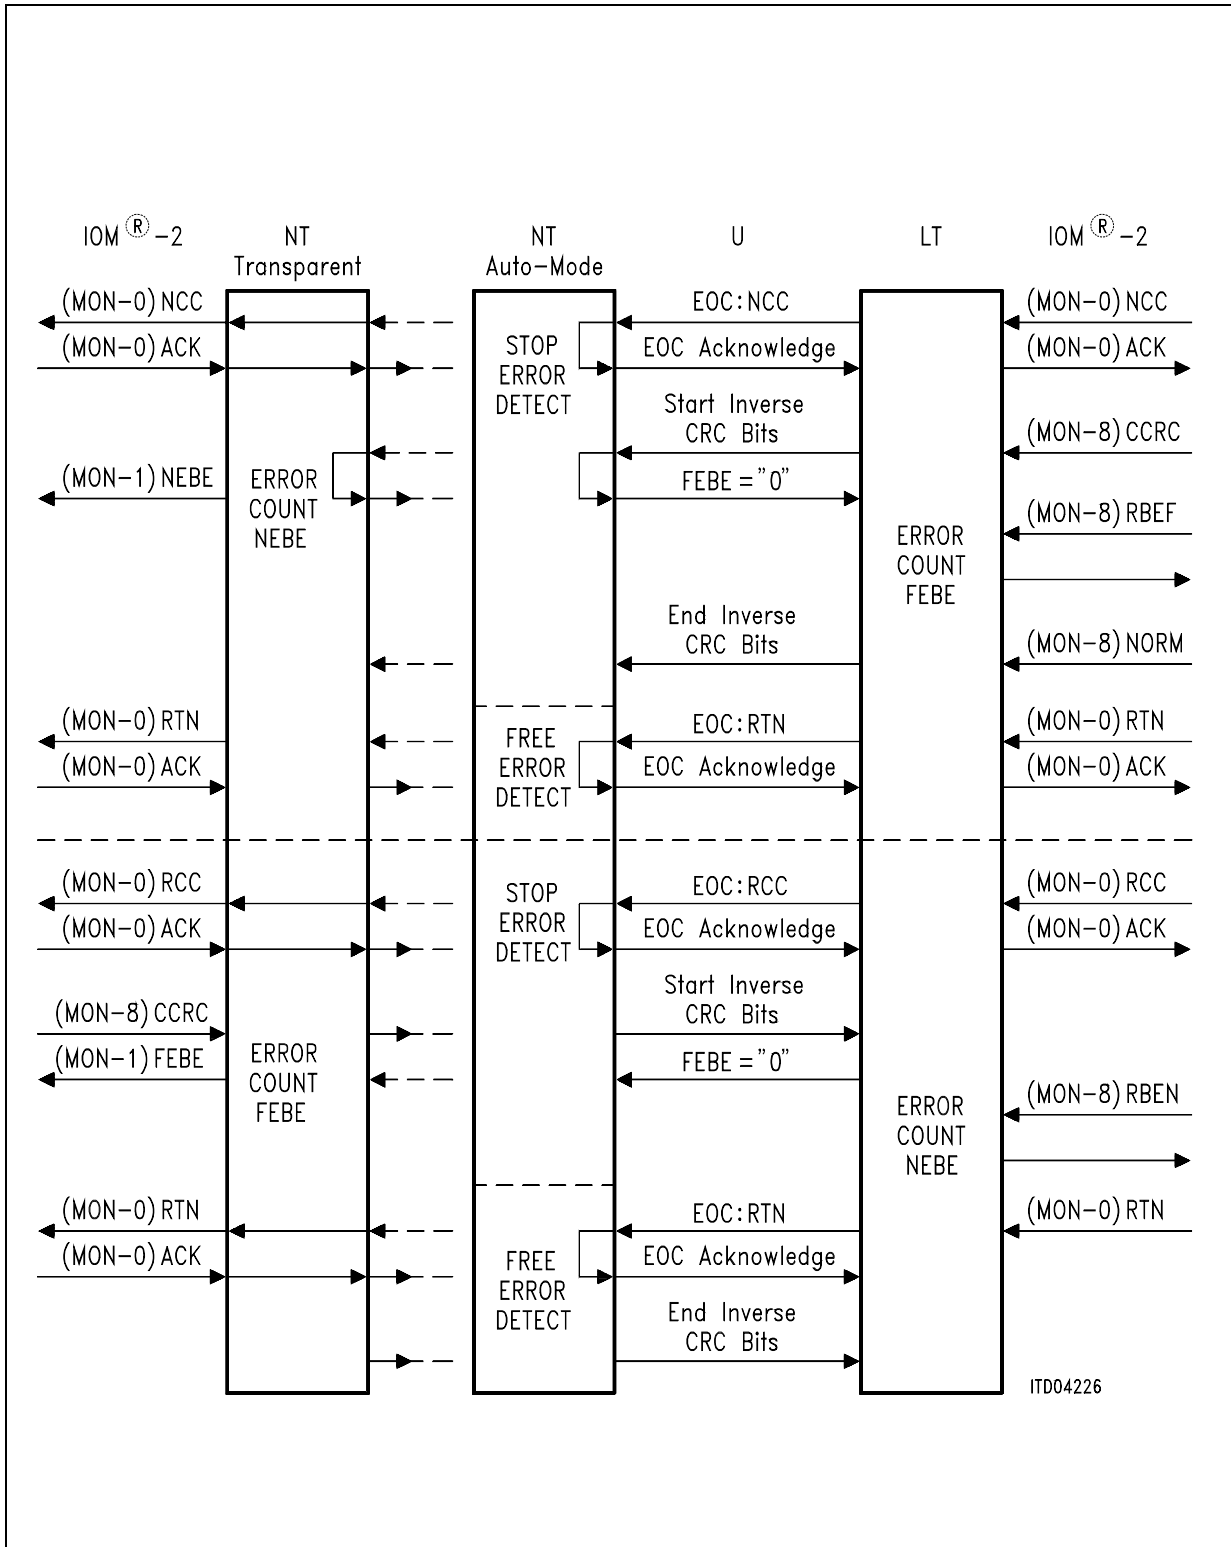 IOM®-2 NT NT U LT IOM®-2
Transparent Auto-Mode
(MON-0) NCC EOC:NCC (MON-0) NCC
(MON-0) ACK STOP EOC Acknowledge (MON-0) ACK
ERROR
DETECT Start Inverse
CRC Bits (MON-8) CCRC
(MON-1) NEBE ERROR FEBE = "0"
COUNT (MON-8) RBEF
NEBE ERROR
COUNT
FEBE
End Inverse
CRC Bits (MON-8) NORM
(MON-0) RTN EOC:RTN (MON-0) RTN
FREE
(MON-0) ACK ERROR EOC Acknowledge (MON-0) ACK
DETECT
(MON-0) RCC EOC:RCC (MON-0) RCC
STOP
(MON-0) ACK ERROR EOC Acknowledge (MON-0) ACK
DETECT
Start Inverse
(MON-8) CCRC CRC Bits
(MON-1) FEBE ERROR FEBE = "0"
COUNT (MON-8) RBEN
FEBE ERROR
COUNT
NEBE
(MON-0) RTN EOC:RTN (MON-0) RTN
(MON-0) ACK FREE EOC Acknowledge
ERROR
DETECT End Inverse
CRC Bits
ITD04226